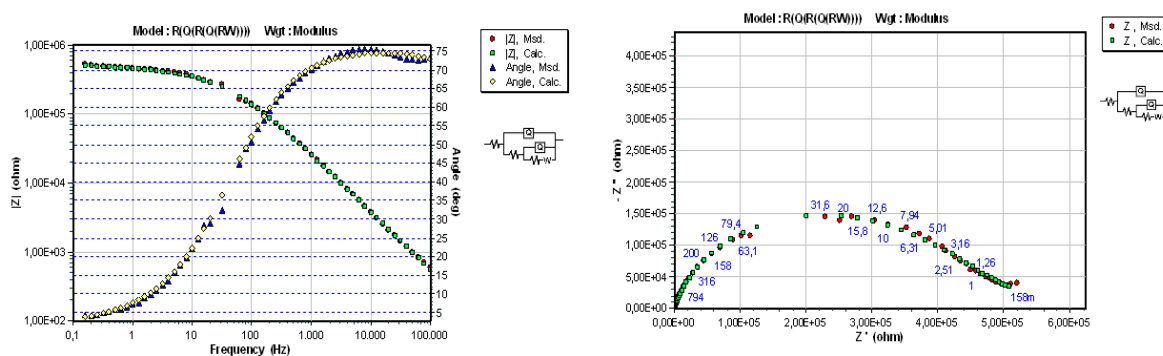 Model : R(Q(R(Q(RW)))) Wgt : Modulus
|Z|, Msd.
|Z|, Calc.
Angle, Msd.
Angle, Calc.
|Z| (ohm)
1,00E+06
1,00E+05
1,00E+04
1,00E+03
1,00E+02
0,1
1
10
100
1.000
10.000
100.000
Frequency (Hz)
75
70
65
60
55
50
45
40
35
30
25
20
15
10
5
Angle (deg)
Q
Q
W
Model : R(Q(R(Q(RW)))) Wgt : Modulus
Z , Msd.
Z , Calc.
- Z'' (ohm)
4,00E+05
3,50E+05
3,00E+05
2,50E+05
2,00E+05
1,50E+05
1,00E+05
5,00E+04
0,00E+00
31,6
20
12,6
79,4
7,94
15,8
5,01
10
126
63,1
6,31
3,16
200
158
2,51
1,26
316
1
794
158m
0,00E+00
1,00E+05
2,00E+05
3,00E+05
4,00E+05
5,00E+05
6,00E+05
Z ' (ohm)
Q
Q
W